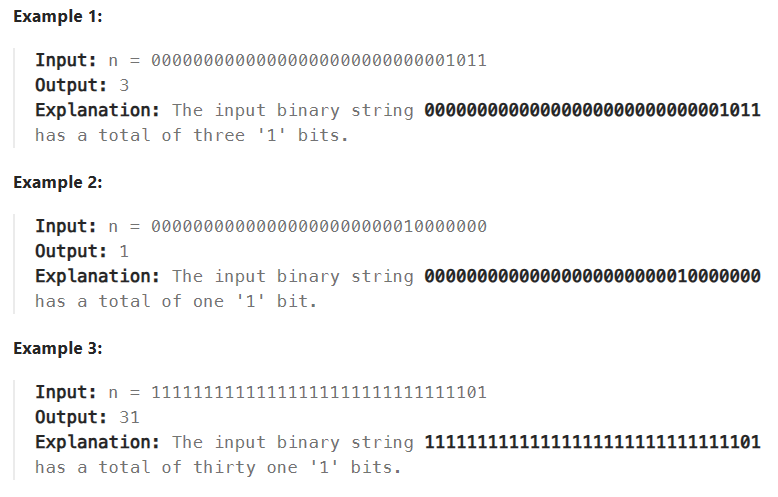 Example 1:
Input: n = 00000000000000000000000000001011
Output: 3
Explanation: The input binary string 00000000000000000000000000001011
has a total of three '1' bits.
Example 2:
Input: n = 00000000000000000000000010000000
Output: 1
Explanation: The input binary string 00000000000000000000000010000000
has a total of one '1' bit.
Example 3:
Input: n = 11111111111111111111111111111101
Output: 31
Explanation: The input binary string 11111111111111111111111111111101
has a total of thirty one '1' bits.